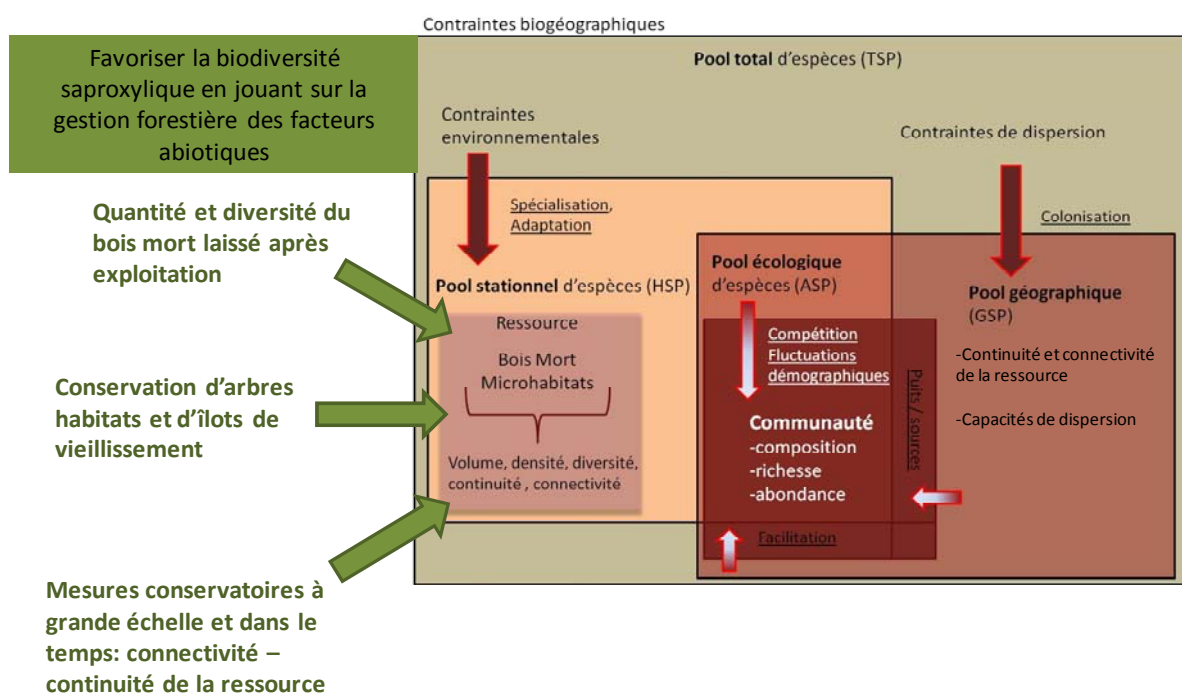 Contraintes biogéographiques
Favoriser la biodiversité
saproxylique en jouant sur la
gestion forestière des facteurs
abiotiques
Pool total d'espèces (TSP)
Contraintes
environnementales
Contraintes de dispersion
Quantité et diversité du
bois mort laissé après
exploitation
Spécialisation,
Adaptation
Colonisation
Pool stationnel d'espèces (HSP)
Pool écologique
d'espèces (ASP)
Pool géographique
(GSP)
Ressource
Bois Mort
Microhabitats
Volume, densité, diversité,
continuité , connectivité
Compétition
Fluctuations
démographiques
Communauté
-composition
-richesse
-abondance
Puits / sources
-Continuité et connectivité
de la ressource
-Capacités de dispersion
Facilitation
Conservation d'arbres
habitats et d'îlots de
vieillissement
Mesures conservatoires à
grande échelle et dans le
temps: connectivité –
continuité de la ressource